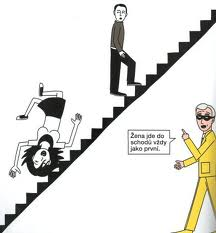 Žena jde do
schodů vždy
jako první.